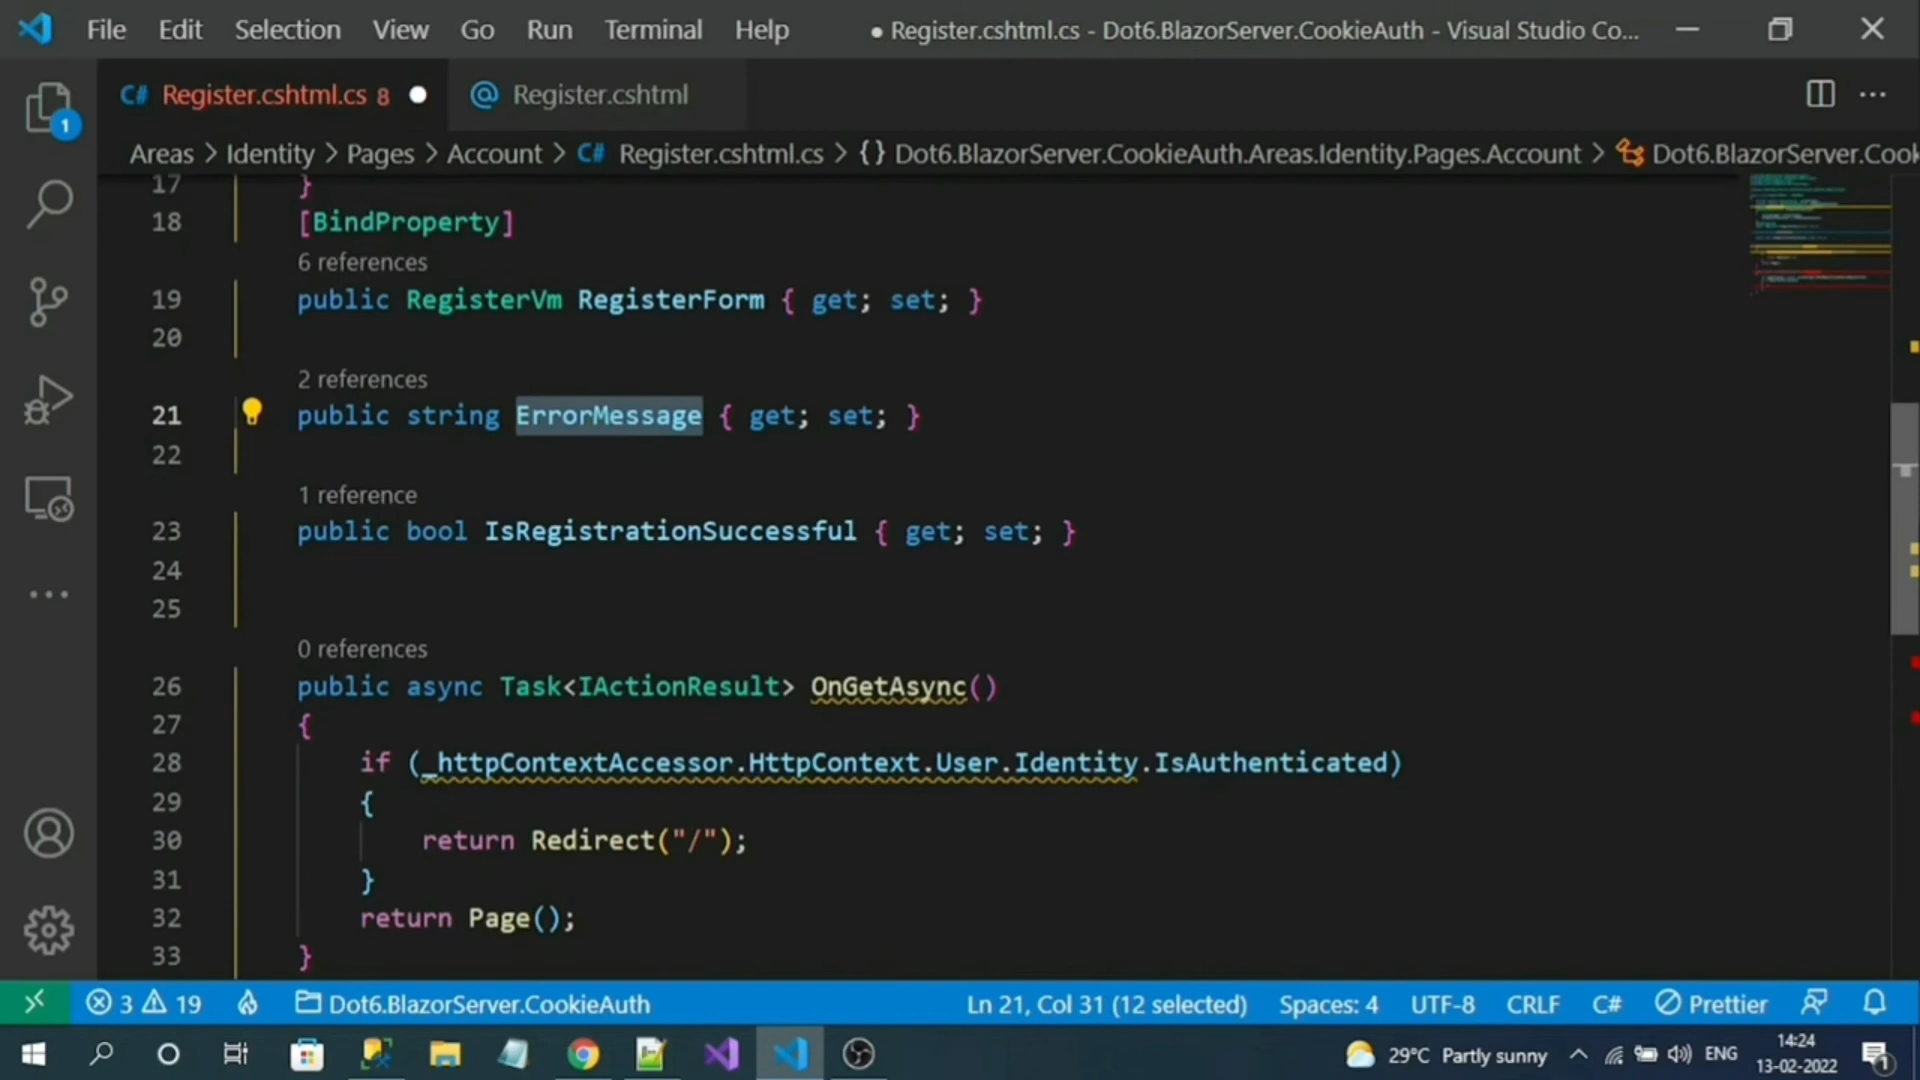 File Edit Selection View Go Run Terminal Help ● Register.cshtml.cs - Dot6.BlazorServer.CookieAuth - Visual Studio Co...
C# Register.cshtml.cs 8 ● @ Register.cshtml ...
1
Areas > Identity > Pages > Account > C# Register.cshtml.cs > {} Dot6.BlazorServer.CookieAuth.Areas.Identity.Pages.Account > Dot6.BlazorServer.Cook
17 }
18 [BindProperty]
6 references
19 public RegisterVm RegisterForm { get; set; }
20
2 references
21 public string ErrorMessage { get; set; }
22
1 reference
23 public bool IsRegistrationSuccessful { get; set; }
24
25
0 references
26 public async Task<IActionResult> OnGetAsync()
27 {
28 if (_httpContextAccessor.HttpContext.User.Identity.IsAuthenticated)
29 {
30 return Redirect("/");
31 }
32 return Page();
33 }
3 19 Dot6.BlazorServer.CookieAuth Ln 21, Col 31 (12 selected) Spaces: 4 UTF-8 CRLF C# Prettier
29°C Partly sunny ENG 14:24
13-02-2022 1